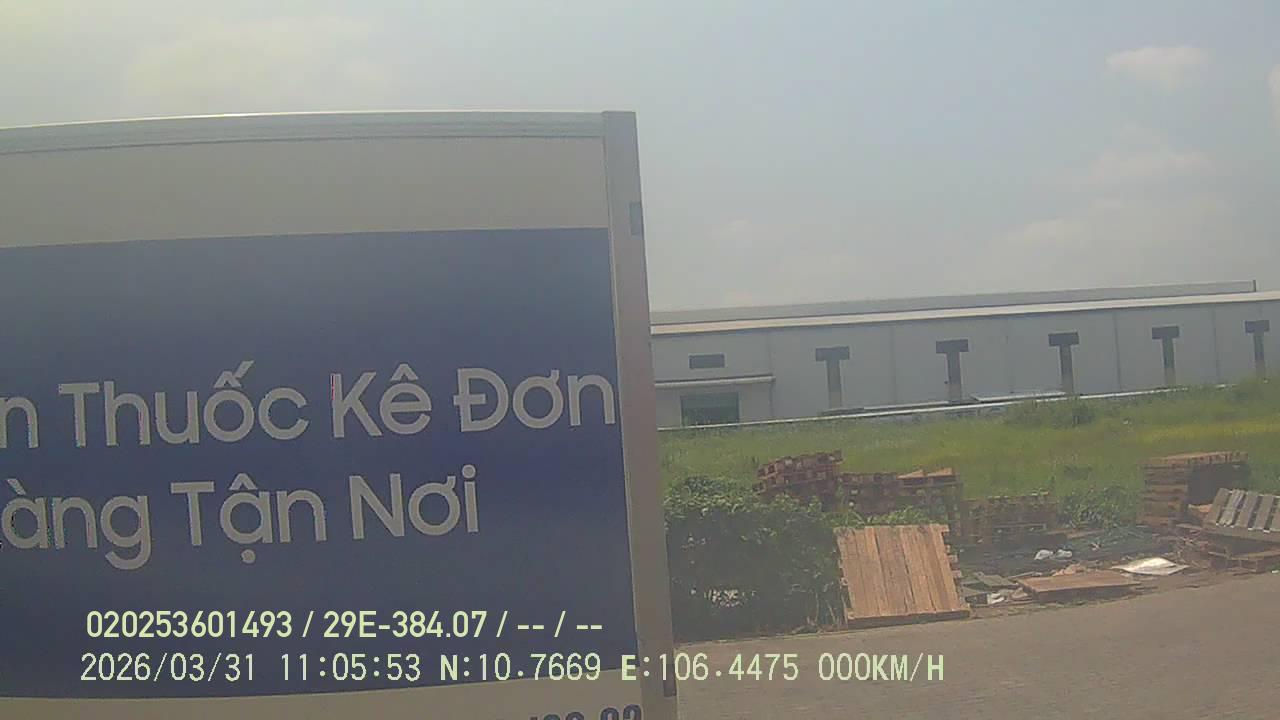 Thuốc Kê Đơn
Tận Nơi
020253601493 / 29E-384.07 / -- / --
2026/03/31 11:05:53 N:10.7669 E:106.4475 000KM/H